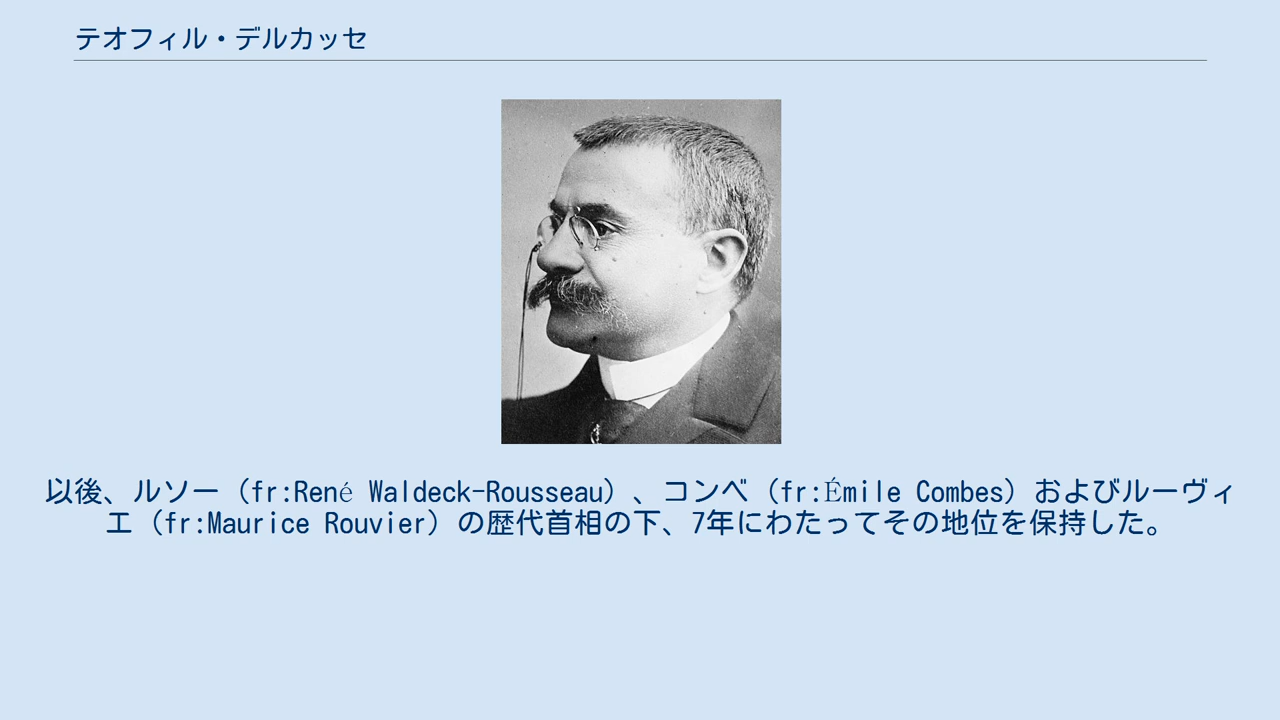 テオフィル・デルカッセ
以後、ルソー（fr:René Waldeck-Rousseau）、コンベ（fr:Émile Combes）およびルーヴィ
エ（fr:Maurice Rouvier）の歴代首相の下、7年にわたってその地位を保持した。